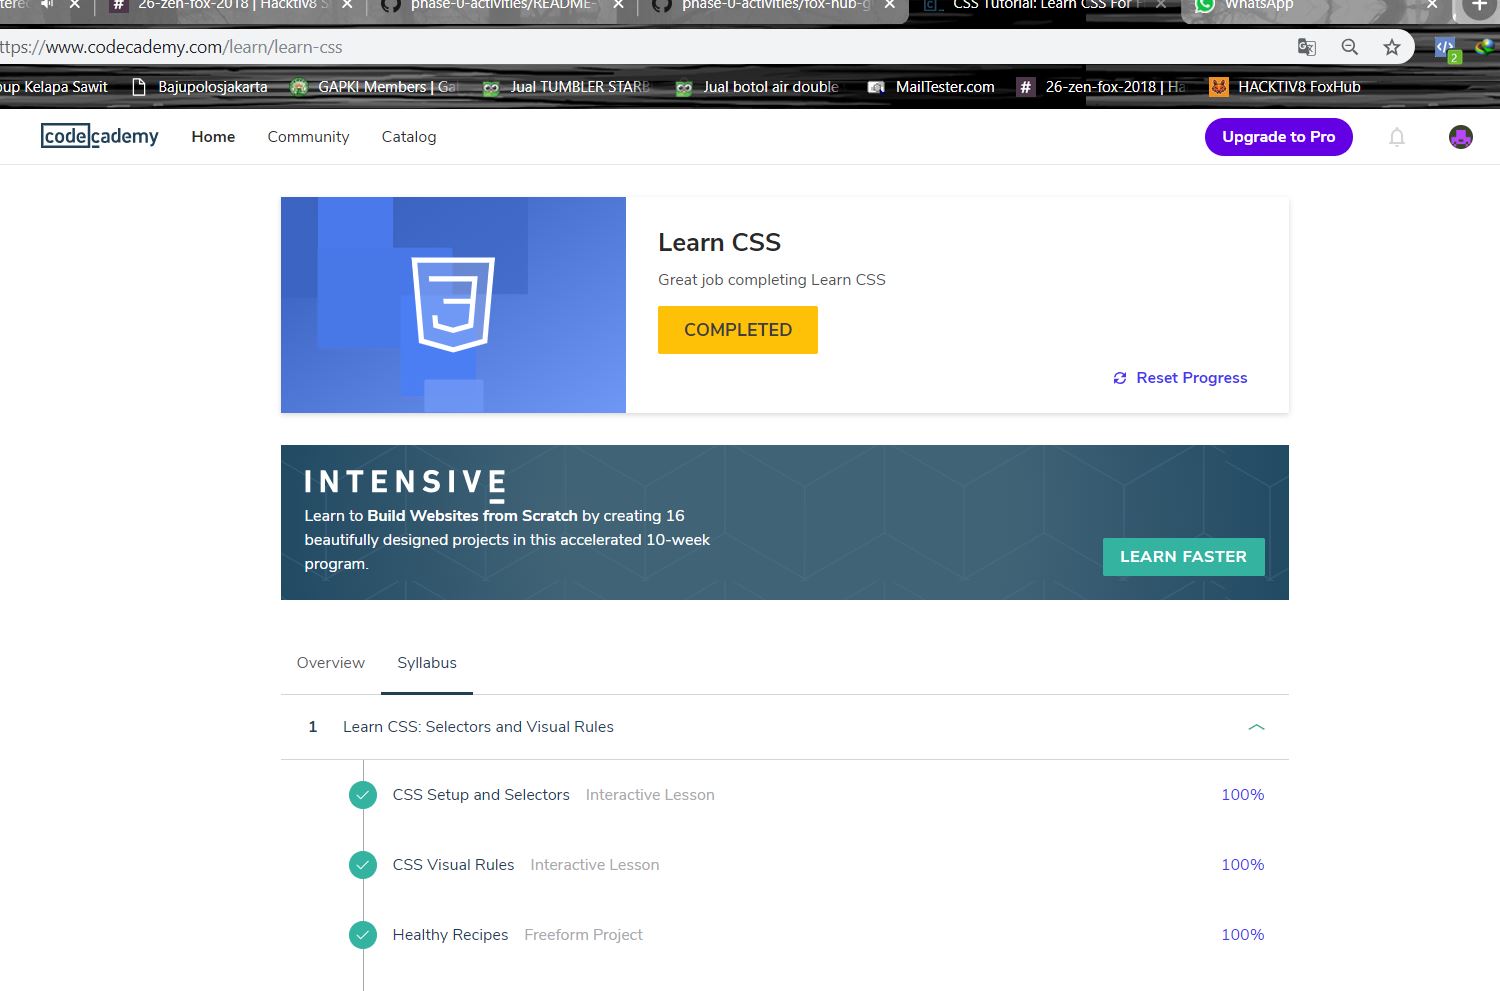 26-zen-fox-2018 | Hacktiv8 S
phase-0-activities/README-
phase-0-activities/fox-hub-g
CSS Tutorial: Learn CSS For F
WhatsApp
ttps://www.codecademy.com/learn/learn-css
2
oup Kelapa Sawit
Bajupolosjakarta
GAPKI Members | Ga
Jual TUMBLER STARB
Jual botol air double
MailTester.com
26-zen-fox-2018 | Ha
HACKTIV8 FoxHub
codecademy
Home
Community
Catalog
Upgrade to Pro
Learn CSS
Great job completing Learn CSS
COMPLETED
Reset Progress
INTENSIVE
Learn to Build Websites from Scratch by creating 16
beautifully designed projects in this accelerated 10-week
program.
LEARN FASTER
Overview
Syllabus
1 Learn CSS: Selectors and Visual Rules
CSS Setup and Selectors Interactive Lesson 100%
CSS Visual Rules Interactive Lesson 100%
Healthy Recipes Freeform Project 100%